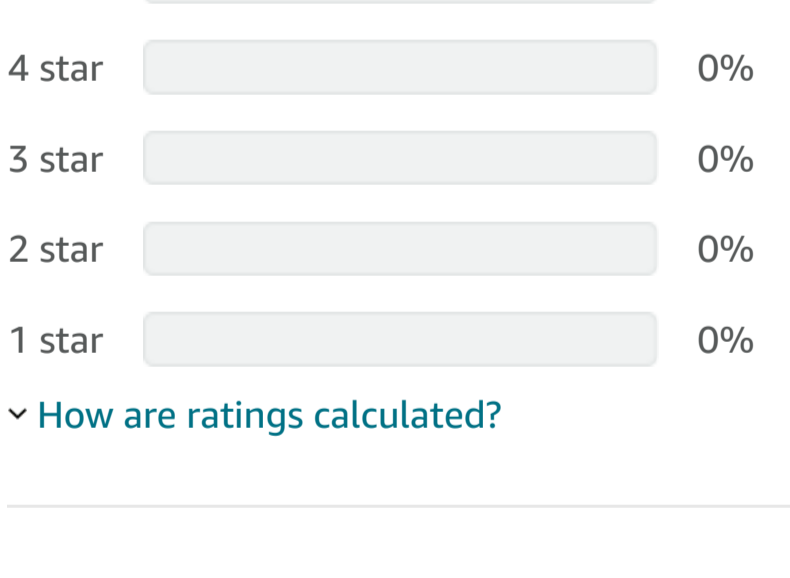 4 star 0%
3 star 0%
2 star 0%
1 star 0%
How are ratings calculated?